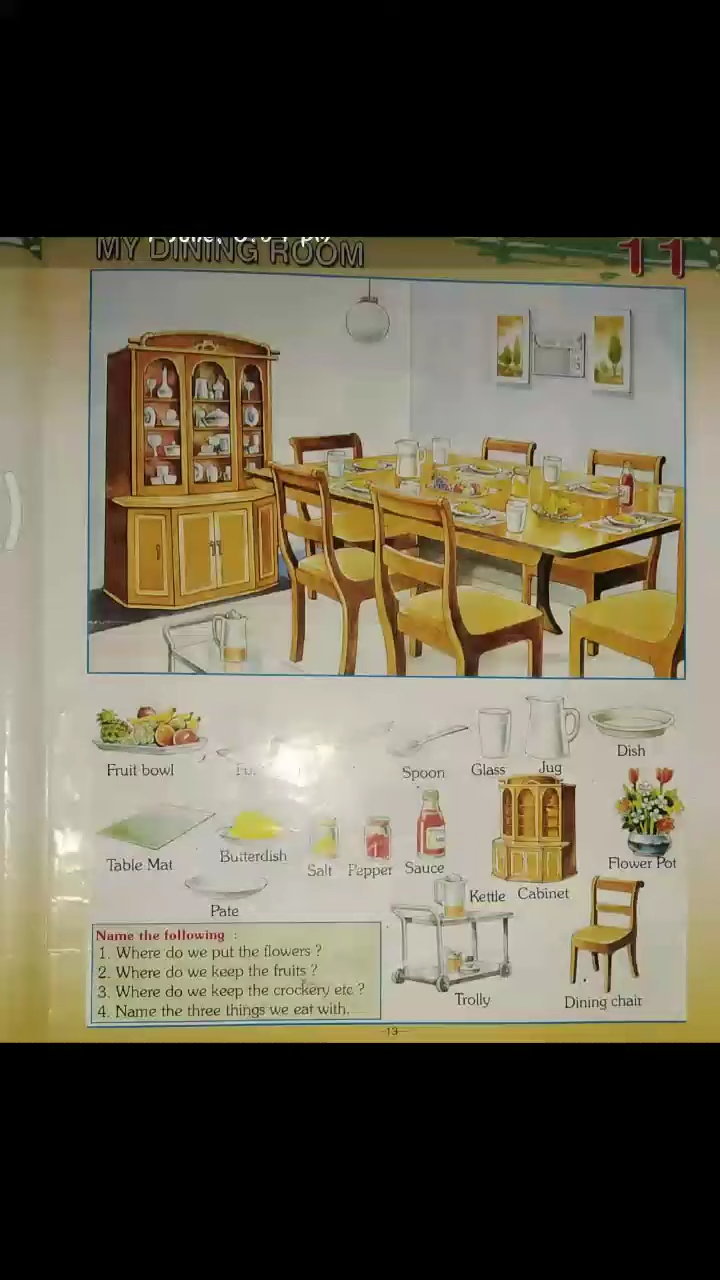 MY DINING ROOM
11
Fruit bowl
Spoon
Glass
Jug
Dish
Table Mat
Butterdish
Salt
Pepper
Sauce
Kettle
Cabinet
Flower Pot
Pate
Trolly
Dining chair
Name the following :
1. Where do we put the flowers ?
2. Where do we keep the fruits ?
3. Where do we keep the crockery etc ?
4. Name the three things we eat with.
13